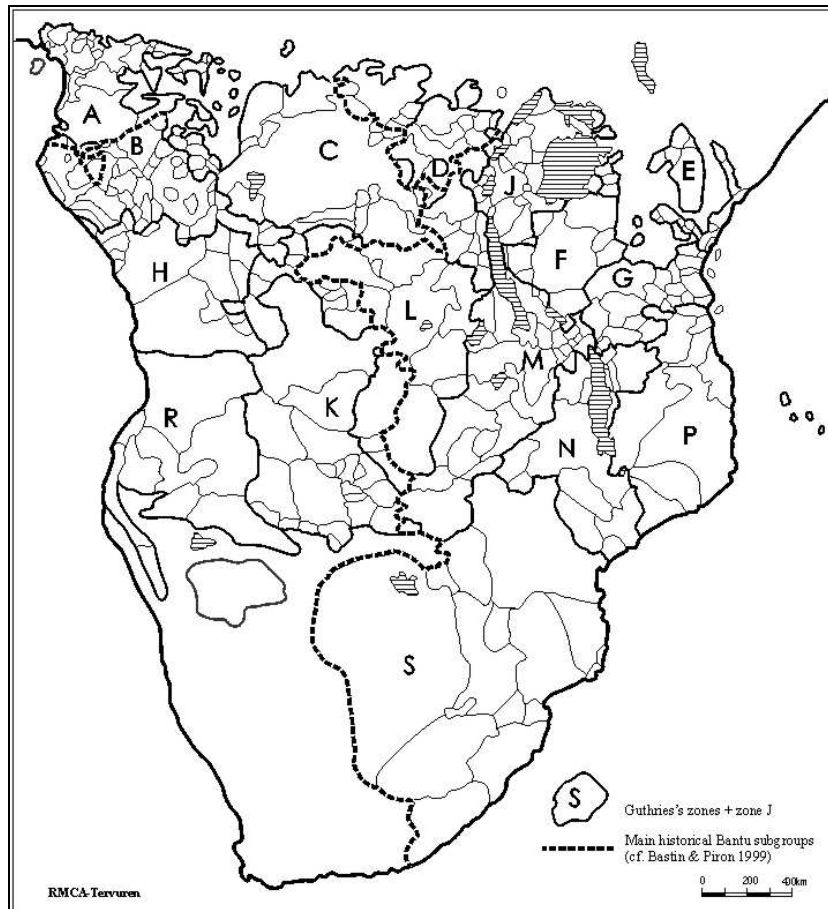 A
B
C
D
E
J
F
G
H
L
M
K
R
N
P
S
S
Guthries's zones + zone J
Main historical Bantu subgroups
(cf. Bastin & Piron 1999)
RMCA-Tervuren
0 200 400km